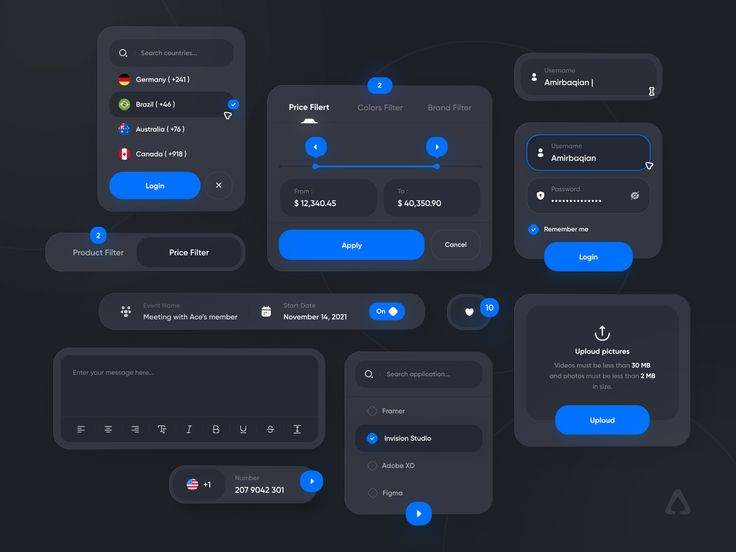 Search countries...
Germany ( +241 )
Brazil ( +46 )
Australia ( +76 )
Canada ( +918 )
Login
2
Product Filter
Price Filter
2
Price Filert
Colors Filter
Brand Filter
From :
$ 12,340.45
To :
$ 40,350.90
Apply
Cancel
Username
Amirbaqian |
Username
Amirbaqian
Password
Remember me
Login
Event Name
Meeting with Ace's member
Start Date
November 14, 2021
On
10
Enter your message here...
Search application...
Framer
Invision Studio
Adobe XD
Figma
+1
Number
207 9042 301
Uploud pictures
Videos must be less than 30 MB
and photos must be less than 2 MB
in size.
Uploud